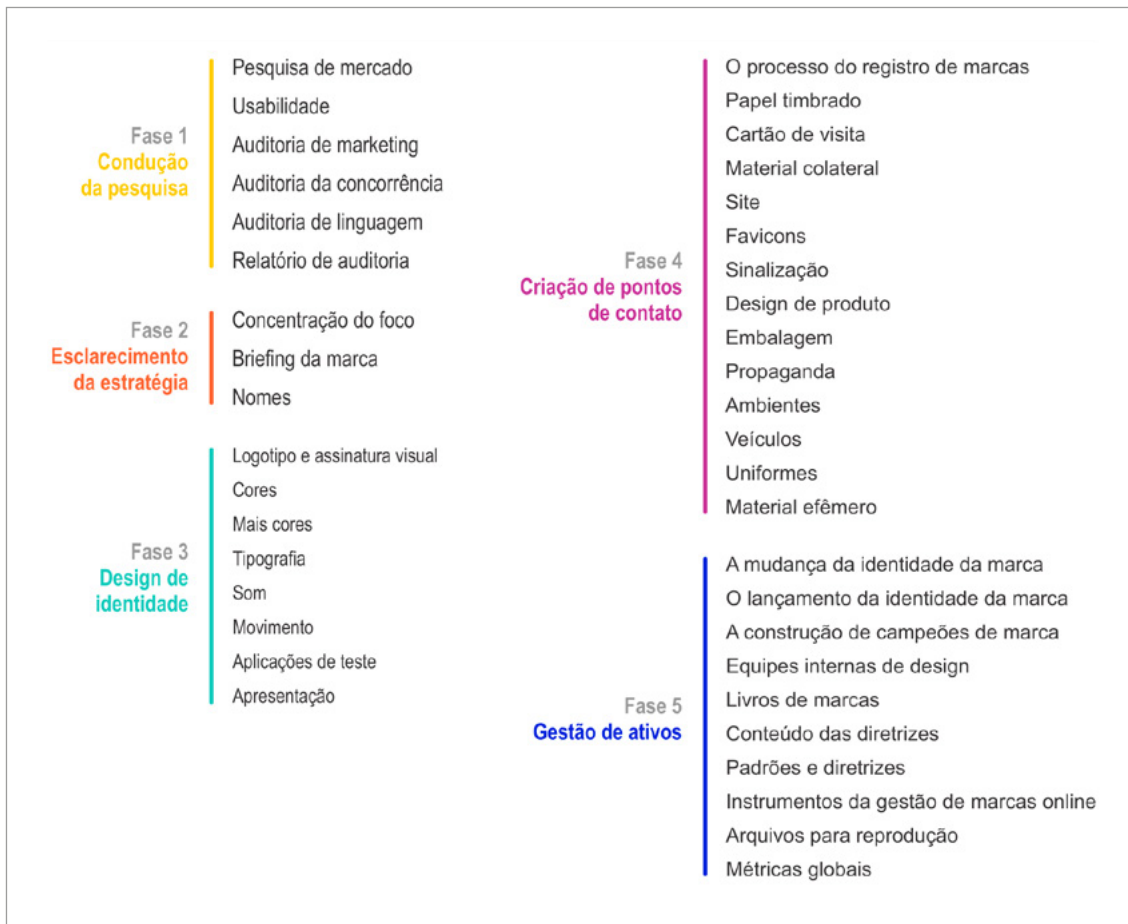 Fase 1
Condução
da pesquisa
Pesquisa de mercado
Usabilidade
Auditoria de marketing
Auditoria da concorrência
Auditoria de linguagem
Relatório de auditoria
Fase 2
Esclarecimento
da estratégia
Concentração do foco
Briefing da marca
Nomes
Fase 3
Design de
identidade
Logotipo e assinatura visual
Cores
Mais cores
Tipografia
Som
Movimento
Aplicações de teste
Apresentação
Fase 4
Criação de pontos
de contato
O processo do registro de marcas
Papel timbrado
Cartão de visita
Material colateral
Site
Favicons
Sinalização
Design de produto
Embalagem
Propaganda
Ambientes
Veículos
Uniformes
Material efêmero
Fase 5
Gestão de ativos
A mudança da identidade da marca
O lançamento da identidade da marca
A construção de campeões de marca
Equipes internas de design
Livros de marcas
Conteúdo das diretrizes
Padrões e diretrizes
Instrumentos da gestão de marcas online
Arquivos para reprodução
Métricas globais